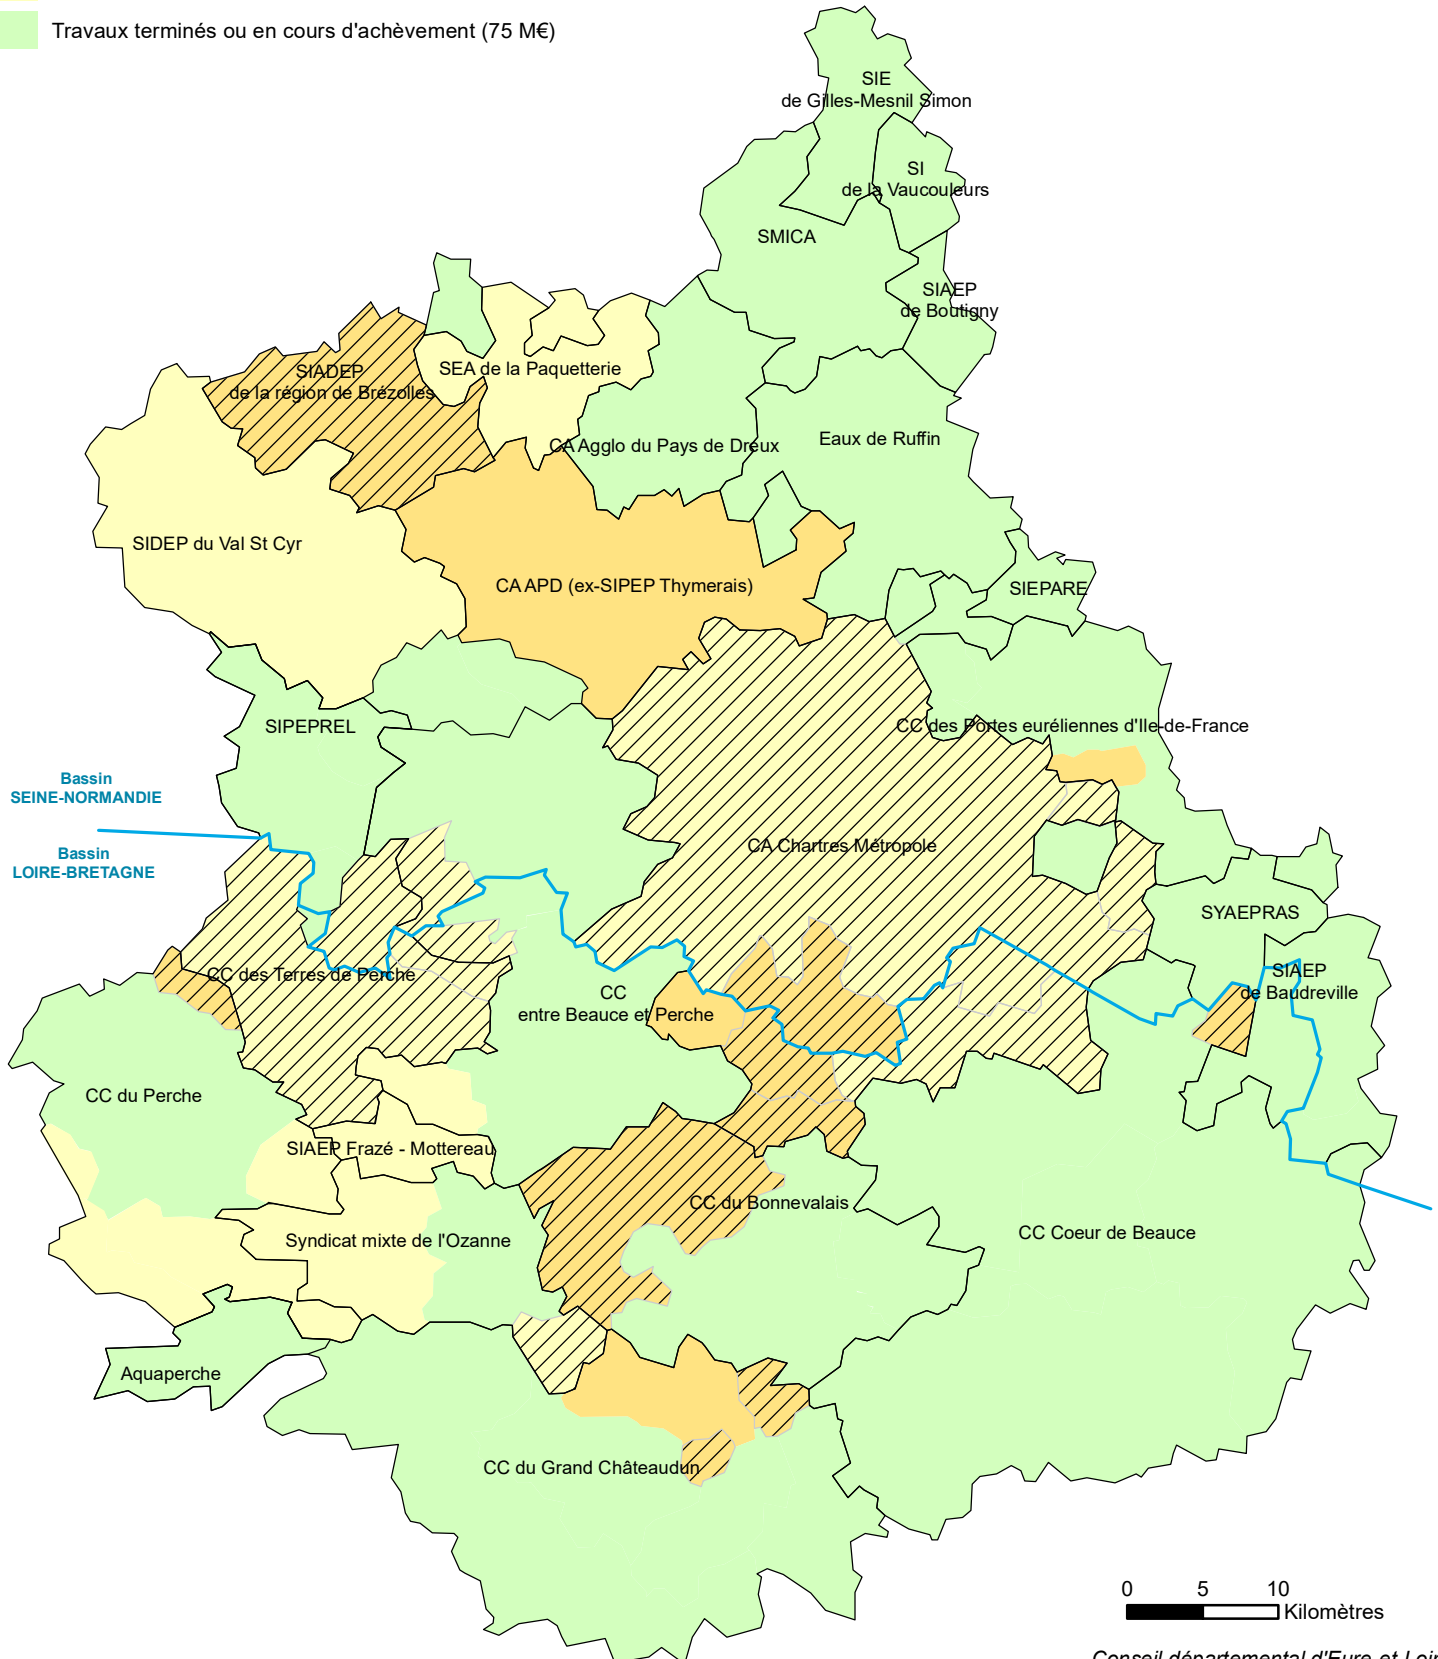 Travaux terminés ou en cours d'achèvement (75 M€)
SIE
de Gilles-Mesnil Simon
SI
de la Vaucouleurs
SMICA
SIAEP
de Boutigny
SIADEP
de la région de Brézolles
SEA de la Paquetterie
CA Agglo du Pays de Dreux
Eaux de Ruffin
SIDEP du Val St Cyr
CA APD (ex-SIPEP Thymerais)
SIEPARE
SIPEPREL
CC des Portes euréliennes d'Ile-de-France
Bassin
SEINE-NORMANDIE
Bassin
LOIRE-BRETAGNE
CA Chartres Métropole
SYAEPRAS
CC des Terres de Perche
SIAEP
de Baudreville
CC
entre Beauce et Perche
CC du Perche
SIAEP Frazé - Mottereau
CC du Bonnevalais
Syndicat mixte de l'Ozanne
CC Coeur de Beauce
Aquaperche
CC du Grand Châteaudun
0 5 10
Kilomètres
Conseil départemental d'Eure-et-Loir